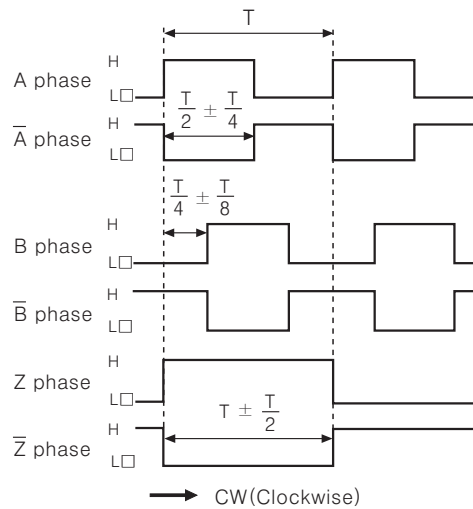 T
H
A phase
L□
T/2 ± T/4
H
A̅ phase
L□
T/4 ± T/8
H
B phase
L□
H
B̅ phase
L□
H
Z phase
L□
T ± T/2
H
Z̅ phase
L□
CW(Clockwise)